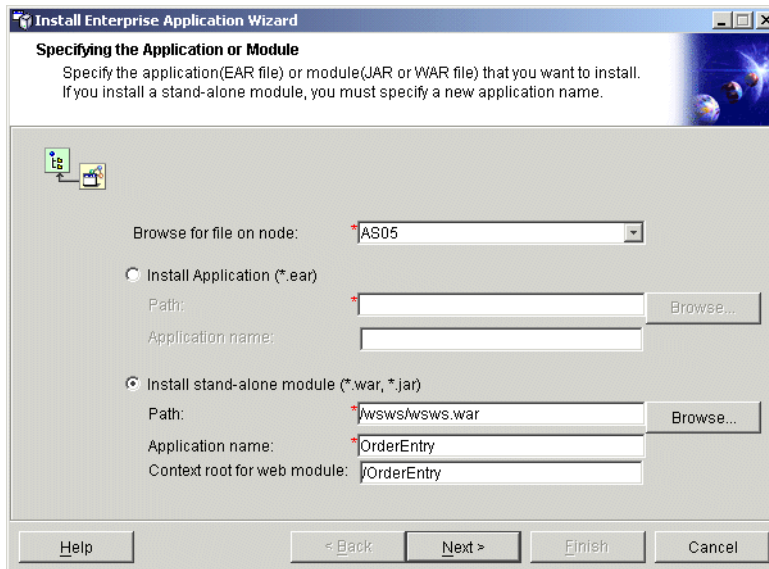 Install Enterprise Application Wizard
Specifying the Application or Module
Specify the application(EAR file) or module(JAR or WAR file) that you want to install.
If you install a stand-alone module, you must specify a new application name.
Browse for file on node: *AS05
Install Application (*.ear)
Path: * Browse...
Application name:
Install stand-alone module (*.war, *.jar)
Path: */wsws/wsws.war Browse...
Application name: *OrderEntry
Context root for web module: /OrderEntry
Help < Back Next > Finish Cancel